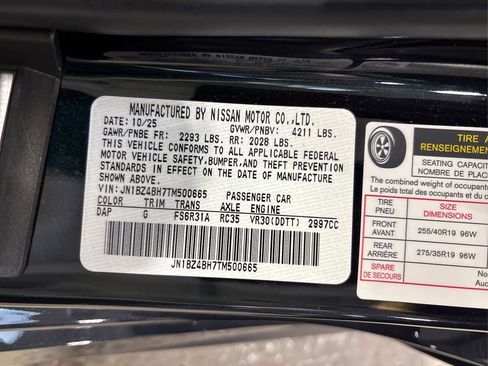 MANUFACTURED BY NISSAN MOTOR CO.,LTD.
DATE: 10/25 GVWR/PNBV: 4211 LBS.
GAWR/PNBE FR: 2293 LBS. RR: 2028 LBS.
THIS VEHICLE CONFORMS TO ALL APPLICABLE FEDERAL
MOTOR VEHICLE SAFETY, BUMPER, AND THEFT PREVENTION
STANDARDS IN EFFECT ON THE DATE OF MANUFACTURE
SHOWN ABOVE.
VIN: JN1BZ4BH7TM500665 PASSENGER CAR
COLOR TRIM TRANS AXLE ENGINE
DAP G FS6R31A RC35 VR30(DDTT) 2997CC
JN1BZ4BH7TM500665
TIRE
RENSEIGNEMENT
SEATING CAPACIT
NOMBRE DE PLAC
The combined weight of occupants
Le poids total des occupants et
TIRE SIZE
PNEU DIMENSIONS
FRONT
AVANT 255/40R19 96W
REAR
ARRIÈRE 275/35R19 96W
SPARE
DE SECOURS